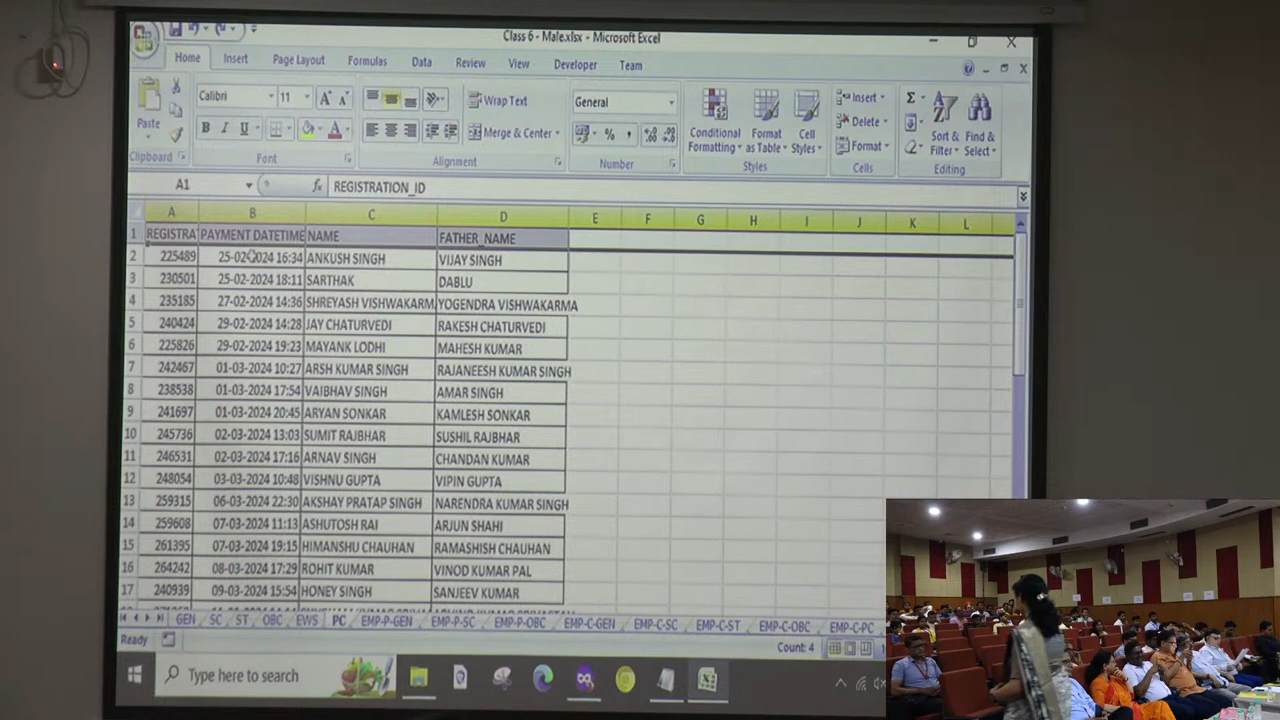 Class 6 - Male.xlsx - Microsoft Excel
Home Insert Page Layout Formulas Data Review View Developer Team
Calibri 11 Wrap Text General Insert
Paste Merge & Center Conditional Formatting Format as Table Cell Styles Delete Sort & Filter Find & Select
Format
Clipboard Font Alignment Number Styles Cells Editing
A1 fx REGISTRATION_ID
A B C D E F G H I J K L
1 REGISTRA PAYMENT DATETIME NAME FATHER_NAME
2 225489 25-02-2024 16:34 ANKUSH SINGH VIJAY SINGH
3 230501 25-02-2024 18:11 SARTHAK DABLU
4 235185 27-02-2024 14:36 SHREYASH VISHWAKARM YOGENDRA VISHWAKARMA
5 240424 29-02-2024 14:28 JAY CHATURVEDI RAKESH CHATURVEDI
6 225826 29-02-2024 19:23 MAYANK LODHI MAHESH KUMAR
7 242467 01-03-2024 10:27 ARSH KUMAR SINGH RAJANEESH KUMAR SINGH
8 238538 01-03-2024 17:54 VAIBHAV SINGH AMAR SINGH
9 241697 01-03-2024 20:45 ARYAN SONKAR KAMLESH SONKAR
10 245736 02-03-2024 13:03 SUMIT RAJBHAR SUSHIL RAJBHAR
11 246531 02-03-2024 17:16 ARNAV SINGH CHANDAN KUMAR
12 248054 03-03-2024 10:48 VISHNU GUPTA VIPIN GUPTA
13 259315 06-03-2024 22:30 AKSHAY PRATAP SINGH NARENDRA KUMAR SINGH
14 259608 07-03-2024 11:13 ASHUTOSH RAI ARJUN SHAHI
15 261395 07-03-2024 19:15 HIMANSHU CHAUHAN RAMASHISH CHAUHAN
16 264242 08-03-2024 17:29 ROHIT KUMAR VINOD KUMAR PAL
17 240939 09-03-2024 15:54 HONEY SINGH SANJEEV KUMAR
GEN SC ST OBC EWS PC EMP-P-GEN EMP-P-SC EMP-P-OBC EMP-C-GEN EMP-C-SC EMP-C-ST EMP-C-OBC EMP-C-PC
Ready Count: 4
Type here to search